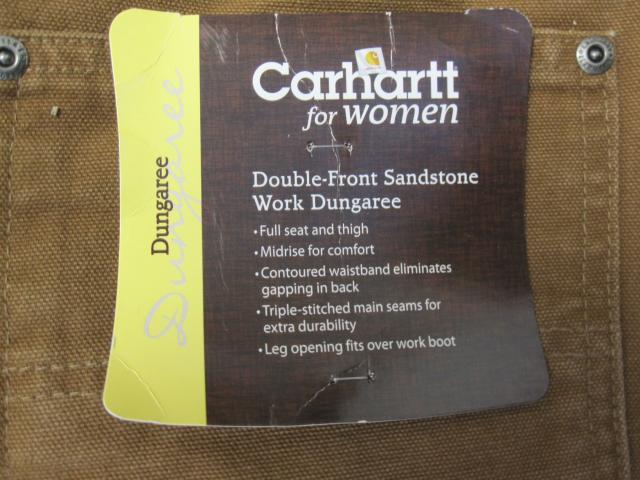 Carhartt
for women
Dungaree
Dungaree
Double-Front Sandstone
Work Dungaree
•Full seat and thigh
•Midrise for comfort
•Contoured waistband eliminates
gapping in back
•Triple-stitched main seams for
extra durability
•Leg opening fits over work boot